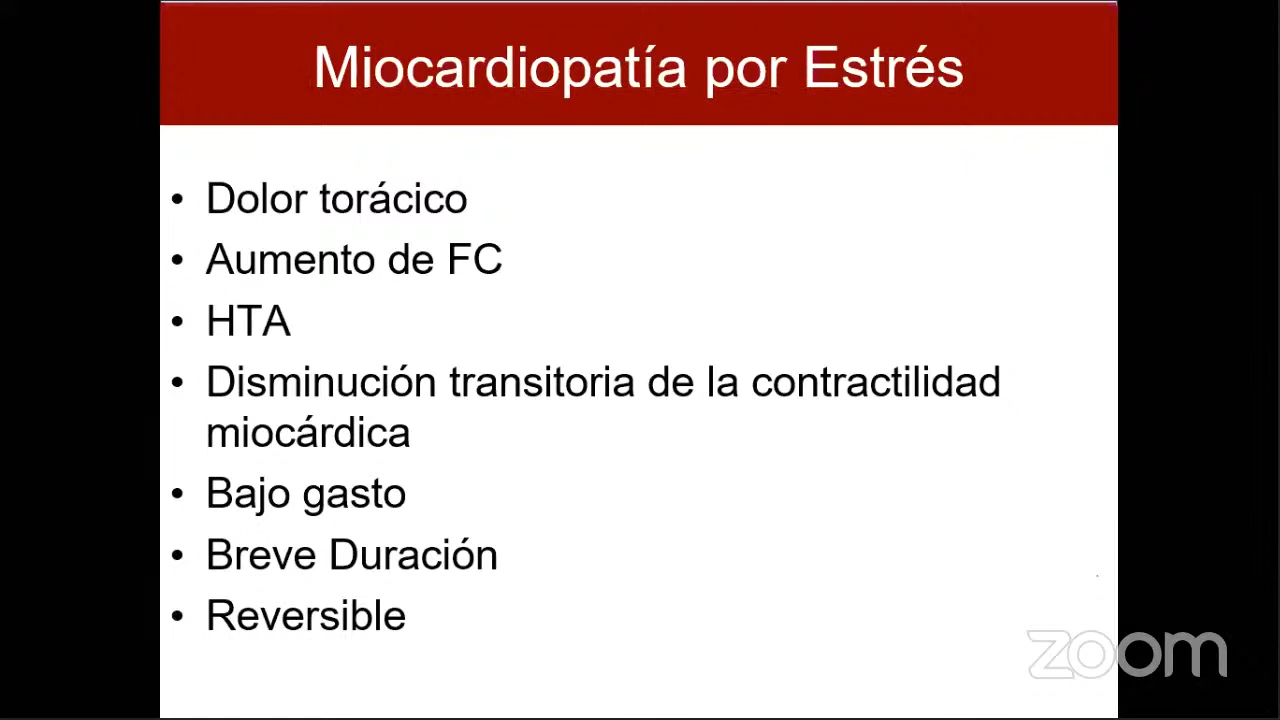 Miocardiopatía por Estrés
• Dolor torácico
• Aumento de FC
• HTA
• Disminución transitoria de la contractilidad
miocárdica
• Bajo gasto
• Breve Duración
• Reversible
zoom